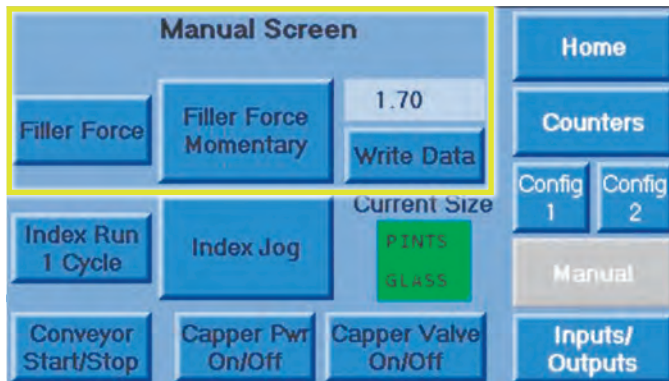 Manual Screen
Home
Filler Force
Filler Force
Momentary
1.70
Write Data
Counters
Config
1
Config
2
Current Size
PINTS
GLASS
Index Run
1 Cycle
Index Jog
Manual
Conveyor
Start/Stop
Capper Pwr
On/Off
Capper Valve
On/Off
Inputs/
Outputs